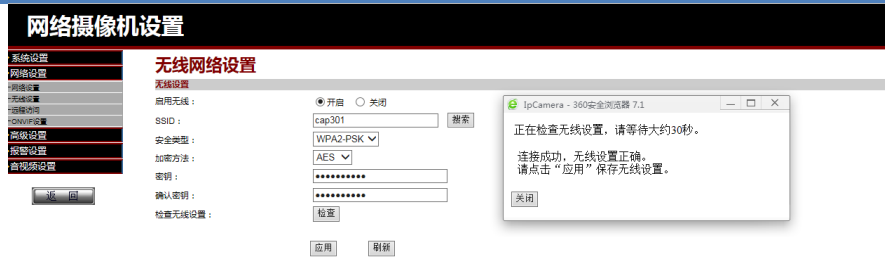 网络摄像机设置
系统设置
网络设置
网络设置
无线设置
远程访问
ONVIF设置
高级设置
报警设置
音视频设置
返 回
无线网络设置
无线设置
启用无线： 开启 关闭
SSID： cap301 搜索
安全类型： WPA2-PSK
加密方法： AES
密钥： ••••••••••
确认密钥： ••••••••••
检查无线设置： 检查
应用 刷新
IpCamera - 360安全浏览器 7.1
正在检查无线设置，请等待大约30秒。
连接成功，无线设置正确。
请点击“应用”保存无线设置。
关闭